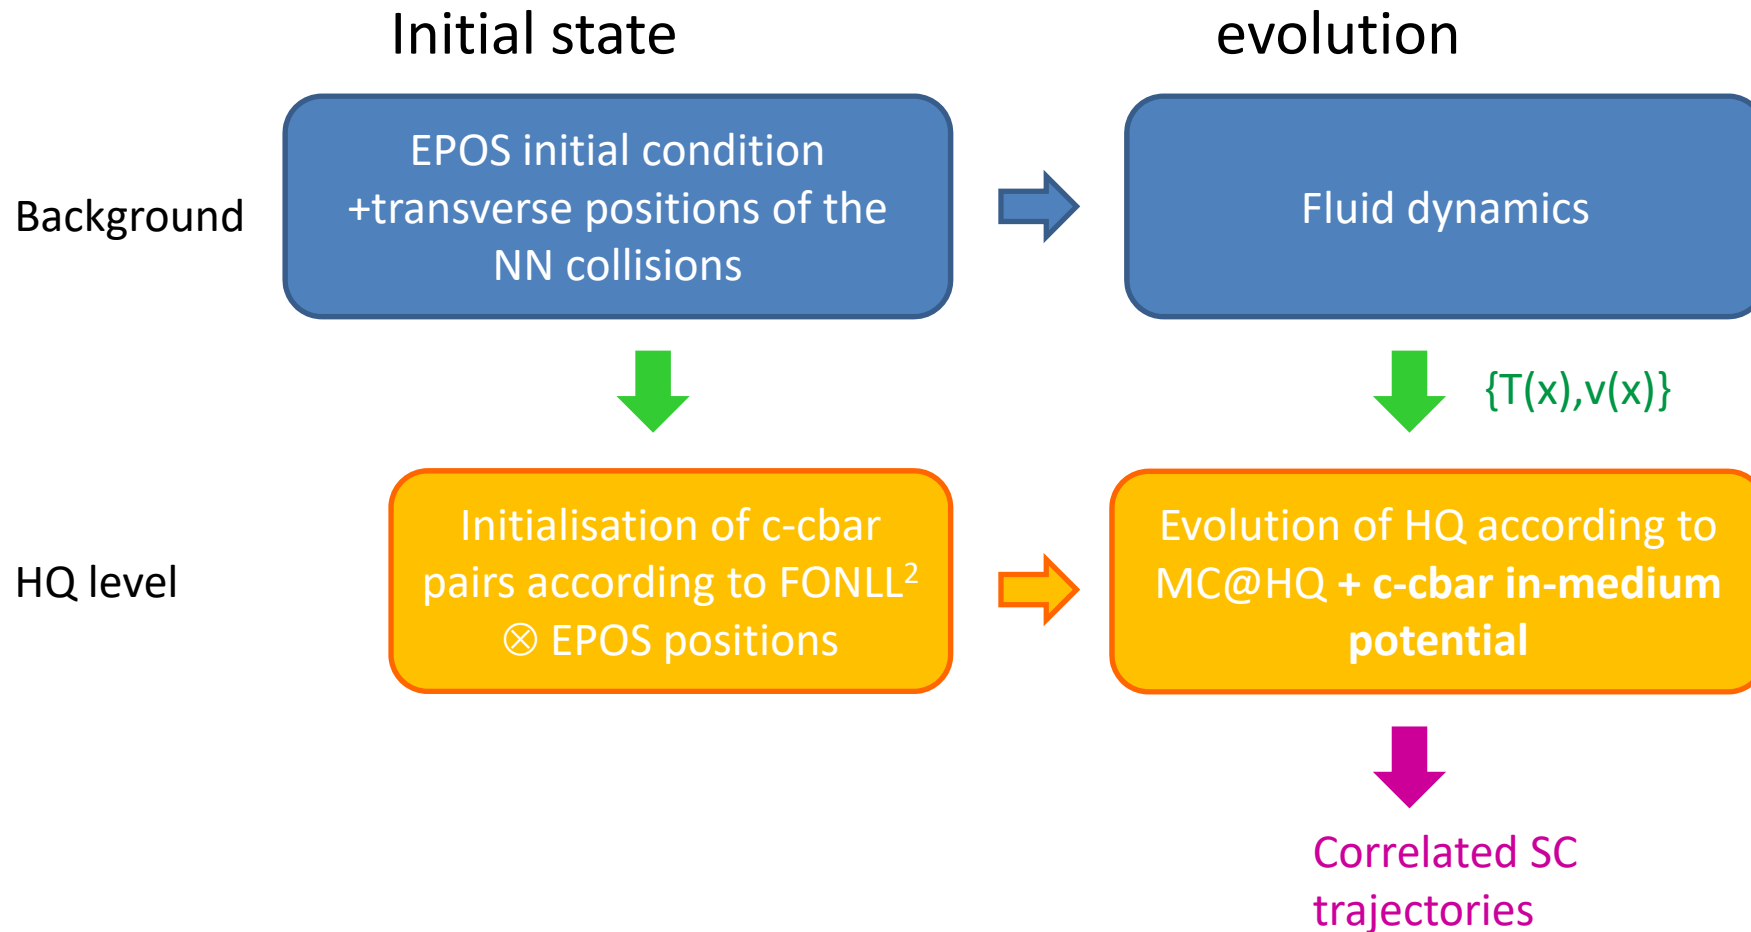 Initial state
evolution
Background
EPOS initial condition
+transverse positions of the
NN collisions
Fluid dynamics
{T(x),v(x)}
HQ level
Initialisation of c-cbar
pairs according to FONLL²
⊗ EPOS positions
Evolution of HQ according to
MC@HQ + c-cbar in-medium
potential
Correlated SC
trajectories